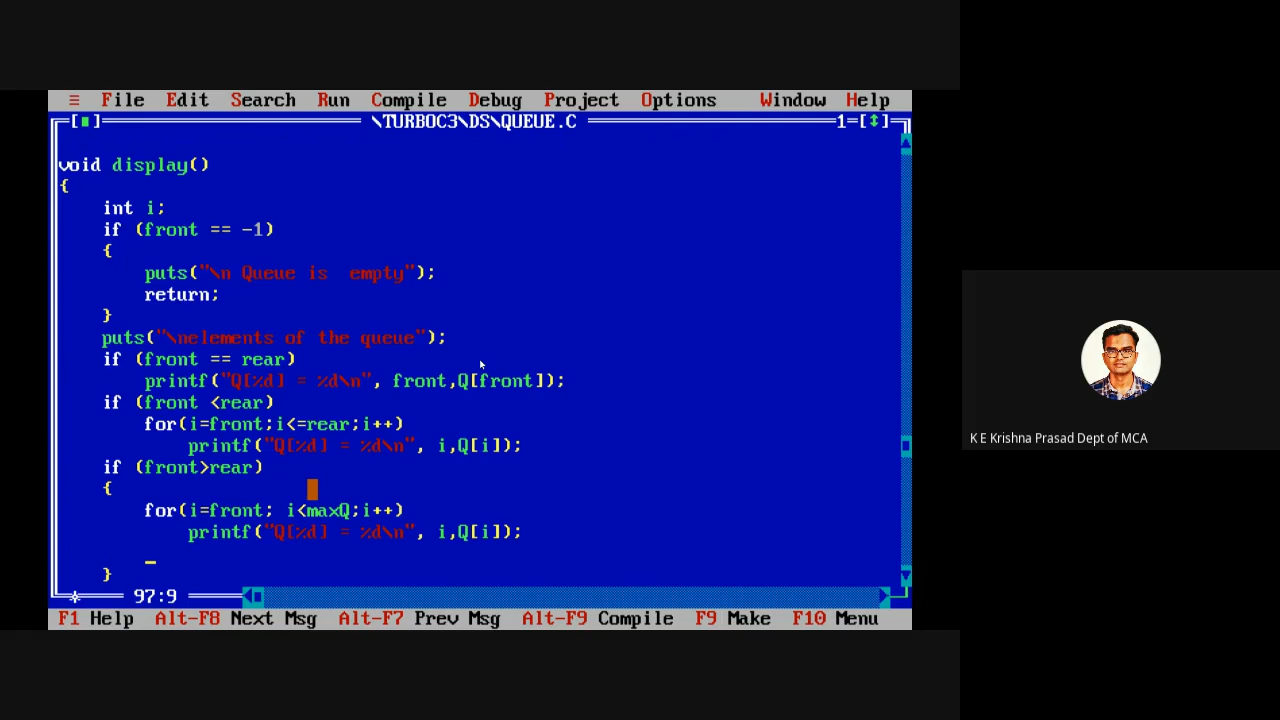 ≡ File Edit Search Run Compile Debug Project Options Window Help
[■] \TURBOC3\DS\QUEUE.C 1=[↕]
void display()
{
int i;
if (front == -1)
{
puts("\n Queue is  empty");
return;
}
puts("\nelements of the queue");
if (front == rear)
printf("Q[%d] = %d\n", front,Q[front]);
if (front <rear)
for(i=front;i<=rear;i++)
printf("Q[%d] = %d\n", i,Q[i]);
if (front>rear)
{
for(i=front; i<maxQ;i++)
printf("Q[%d] = %d\n", i,Q[i]);
}
97:9
F1 Help Alt-F8 Next Msg Alt-F7 Prev Msg Alt-F9 Compile F9 Make F10 Menu
K E Krishna Prasad Dept of MCA